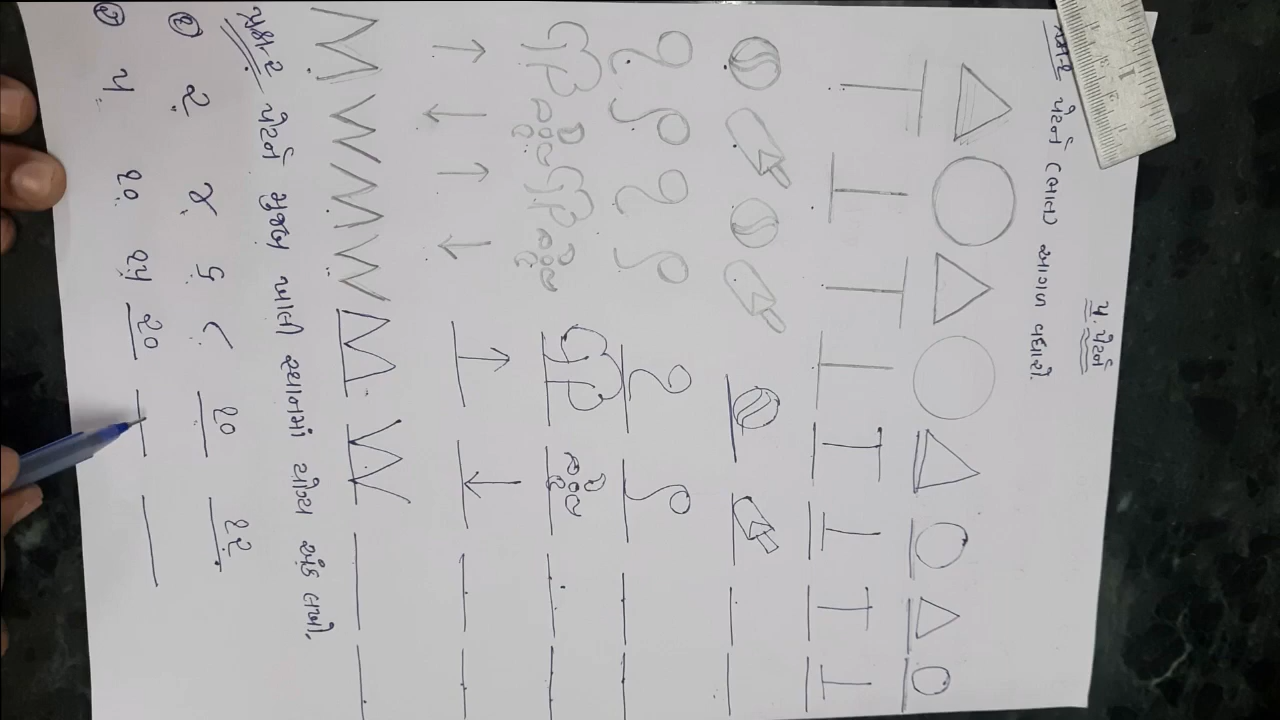 ૫. પેટર્ન
પ્રશ્ન-૧ પેટર્ન (ભાત) આગળ વધારો.
પ્રશ્ન-૨ પેટર્ન મુજબ ખાલી સ્થાનમાં યોગ્ય અંક લખો.
૧ ૨ ૪ ૬ ૮ ૧૦ ૧૨
૨ ૫ ૧૦ ૧૫ ૨૦